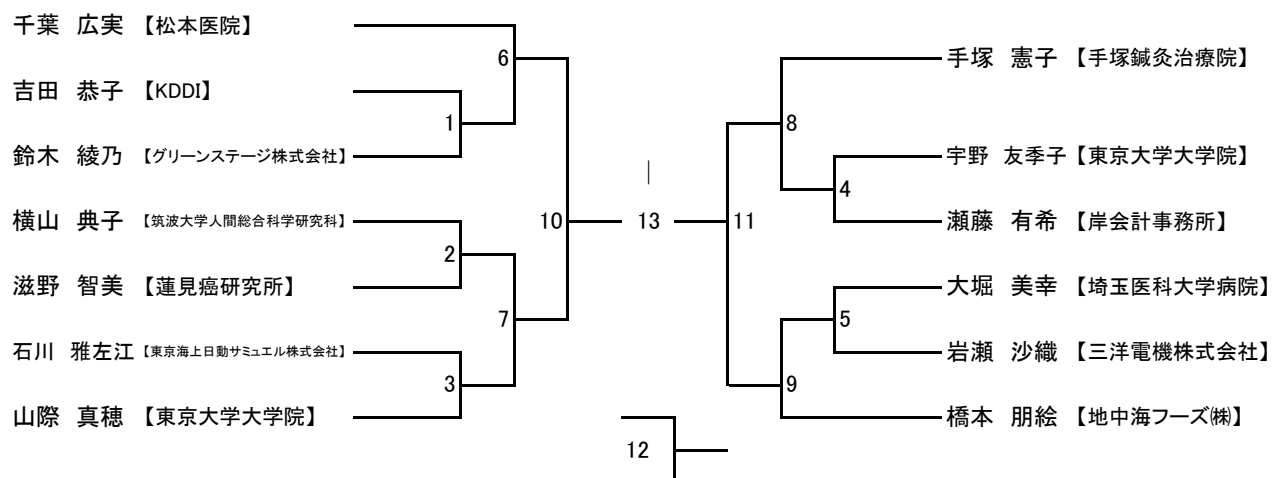 千葉 広実 【松本医院】
6
吉田 恭子 【KDDI】
1
鈴木 綾乃 【グリーンステージ株式会社】
横山 典子 【筑波大学人間総合科学研究科】
10
2
滋野 智美 【蓮見癌研究所】
7
石川 雅左江 【東京海上日動サミュエル株式会社】
3
山際 真穂 【東京大学大学院】
13
12
手塚 憲子 【手塚鍼灸治療院】
8
宇野 友季子 【東京大学大学院】
4
瀬藤 有希 【岸会計事務所】
11
大堀 美幸 【埼玉医科大学病院】
5
岩瀬 沙織 【三洋電機株式会社】
9
橋本 朋絵 【地中海フーズ㈱】